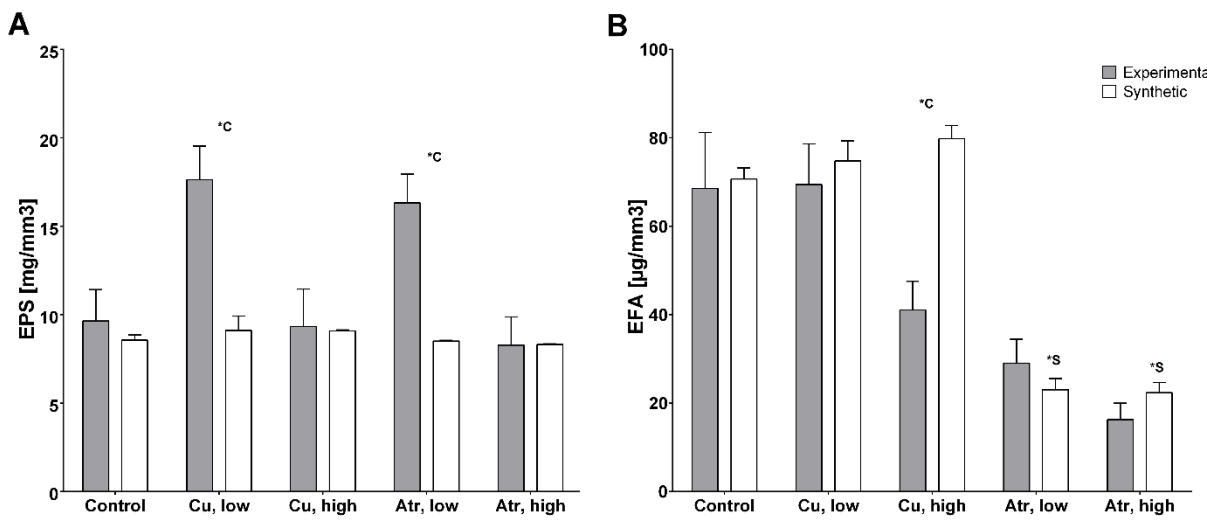 A
EPS [mg/mm3]
25
20
15
10
5
0
*C
*C
Control Cu, low Cu, high Atr, low Atr, high
B
EFA [µg/mm3]
100
80
60
40
20
0
Experimenta
Synthetic
*C
*S
*S
Control Cu, low Cu, high Atr, low Atr, high